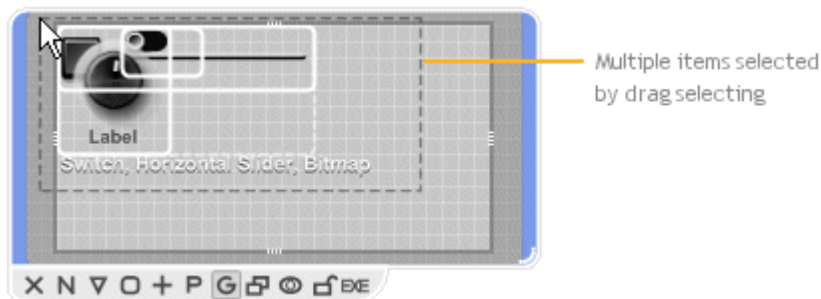 Multiple items selected
by drag selecting
Label
Switch, Horizontal Slider, Bitmap
N P G EXE